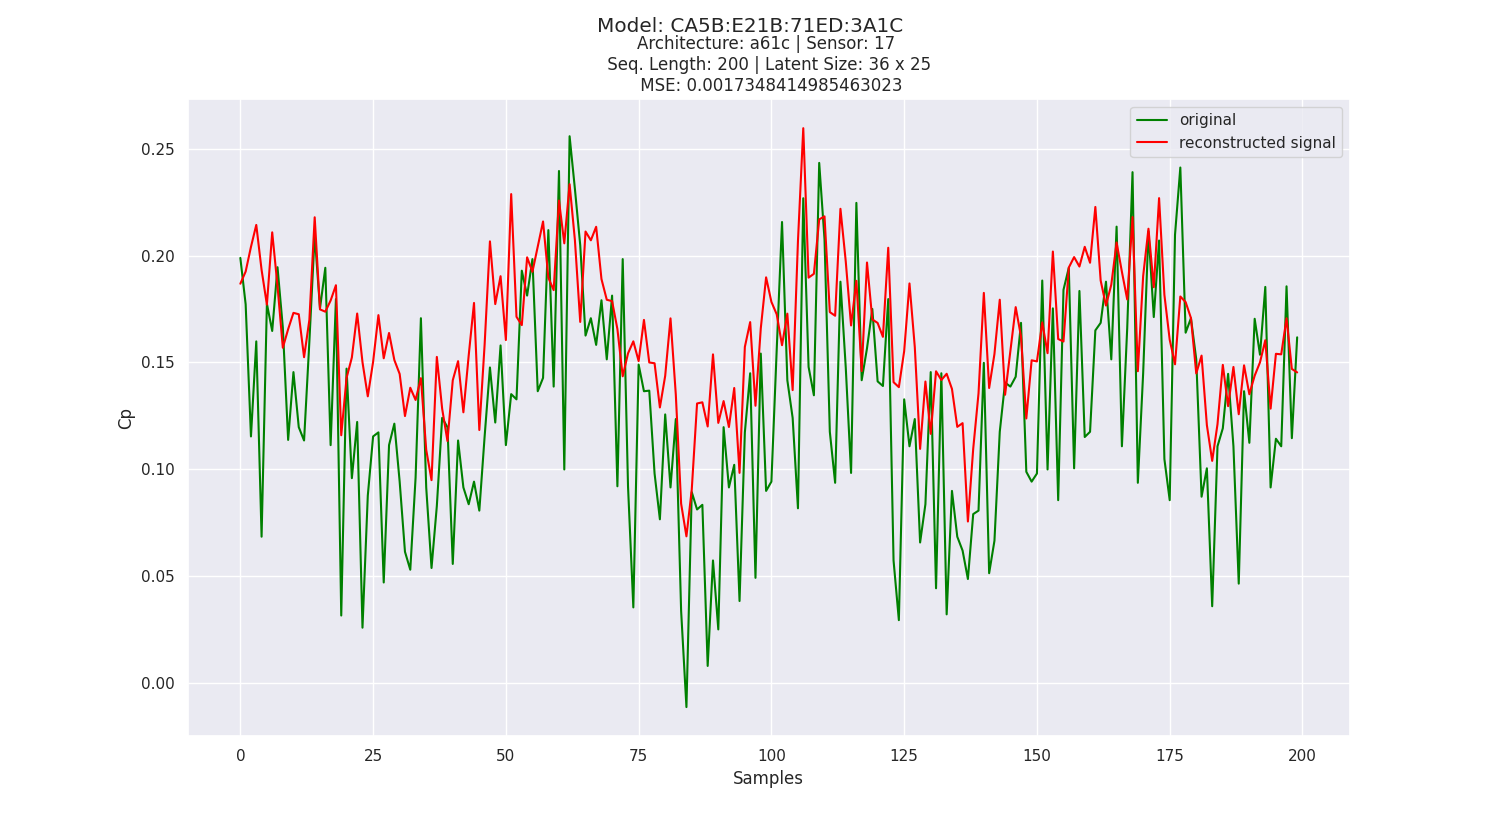 Model: CA5B:E21B:71ED:3A1C
Architecture: a61c | Sensor: 17
Seq. Length: 200 | Latent Size: 36 x 25
MSE: 0.0017348414985463023
original
reconstructed signal
0.25
0.20
0.15
0.10
0.05
0.00
Cp
0 25 50 75 100 125 150 175 200
Samples